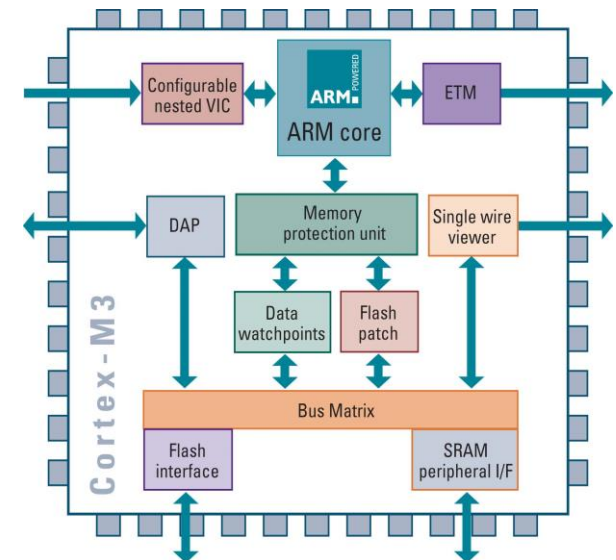 Configurable
nested VIC
ARM
POWERED
ARM core
ETM
DAP
Memory
protection unit
Single wire
viewer
Data
watchpoints
Flash
patch
Bus Matrix
Flash
interface
SRAM
peripheral I/F
Cortex-M3